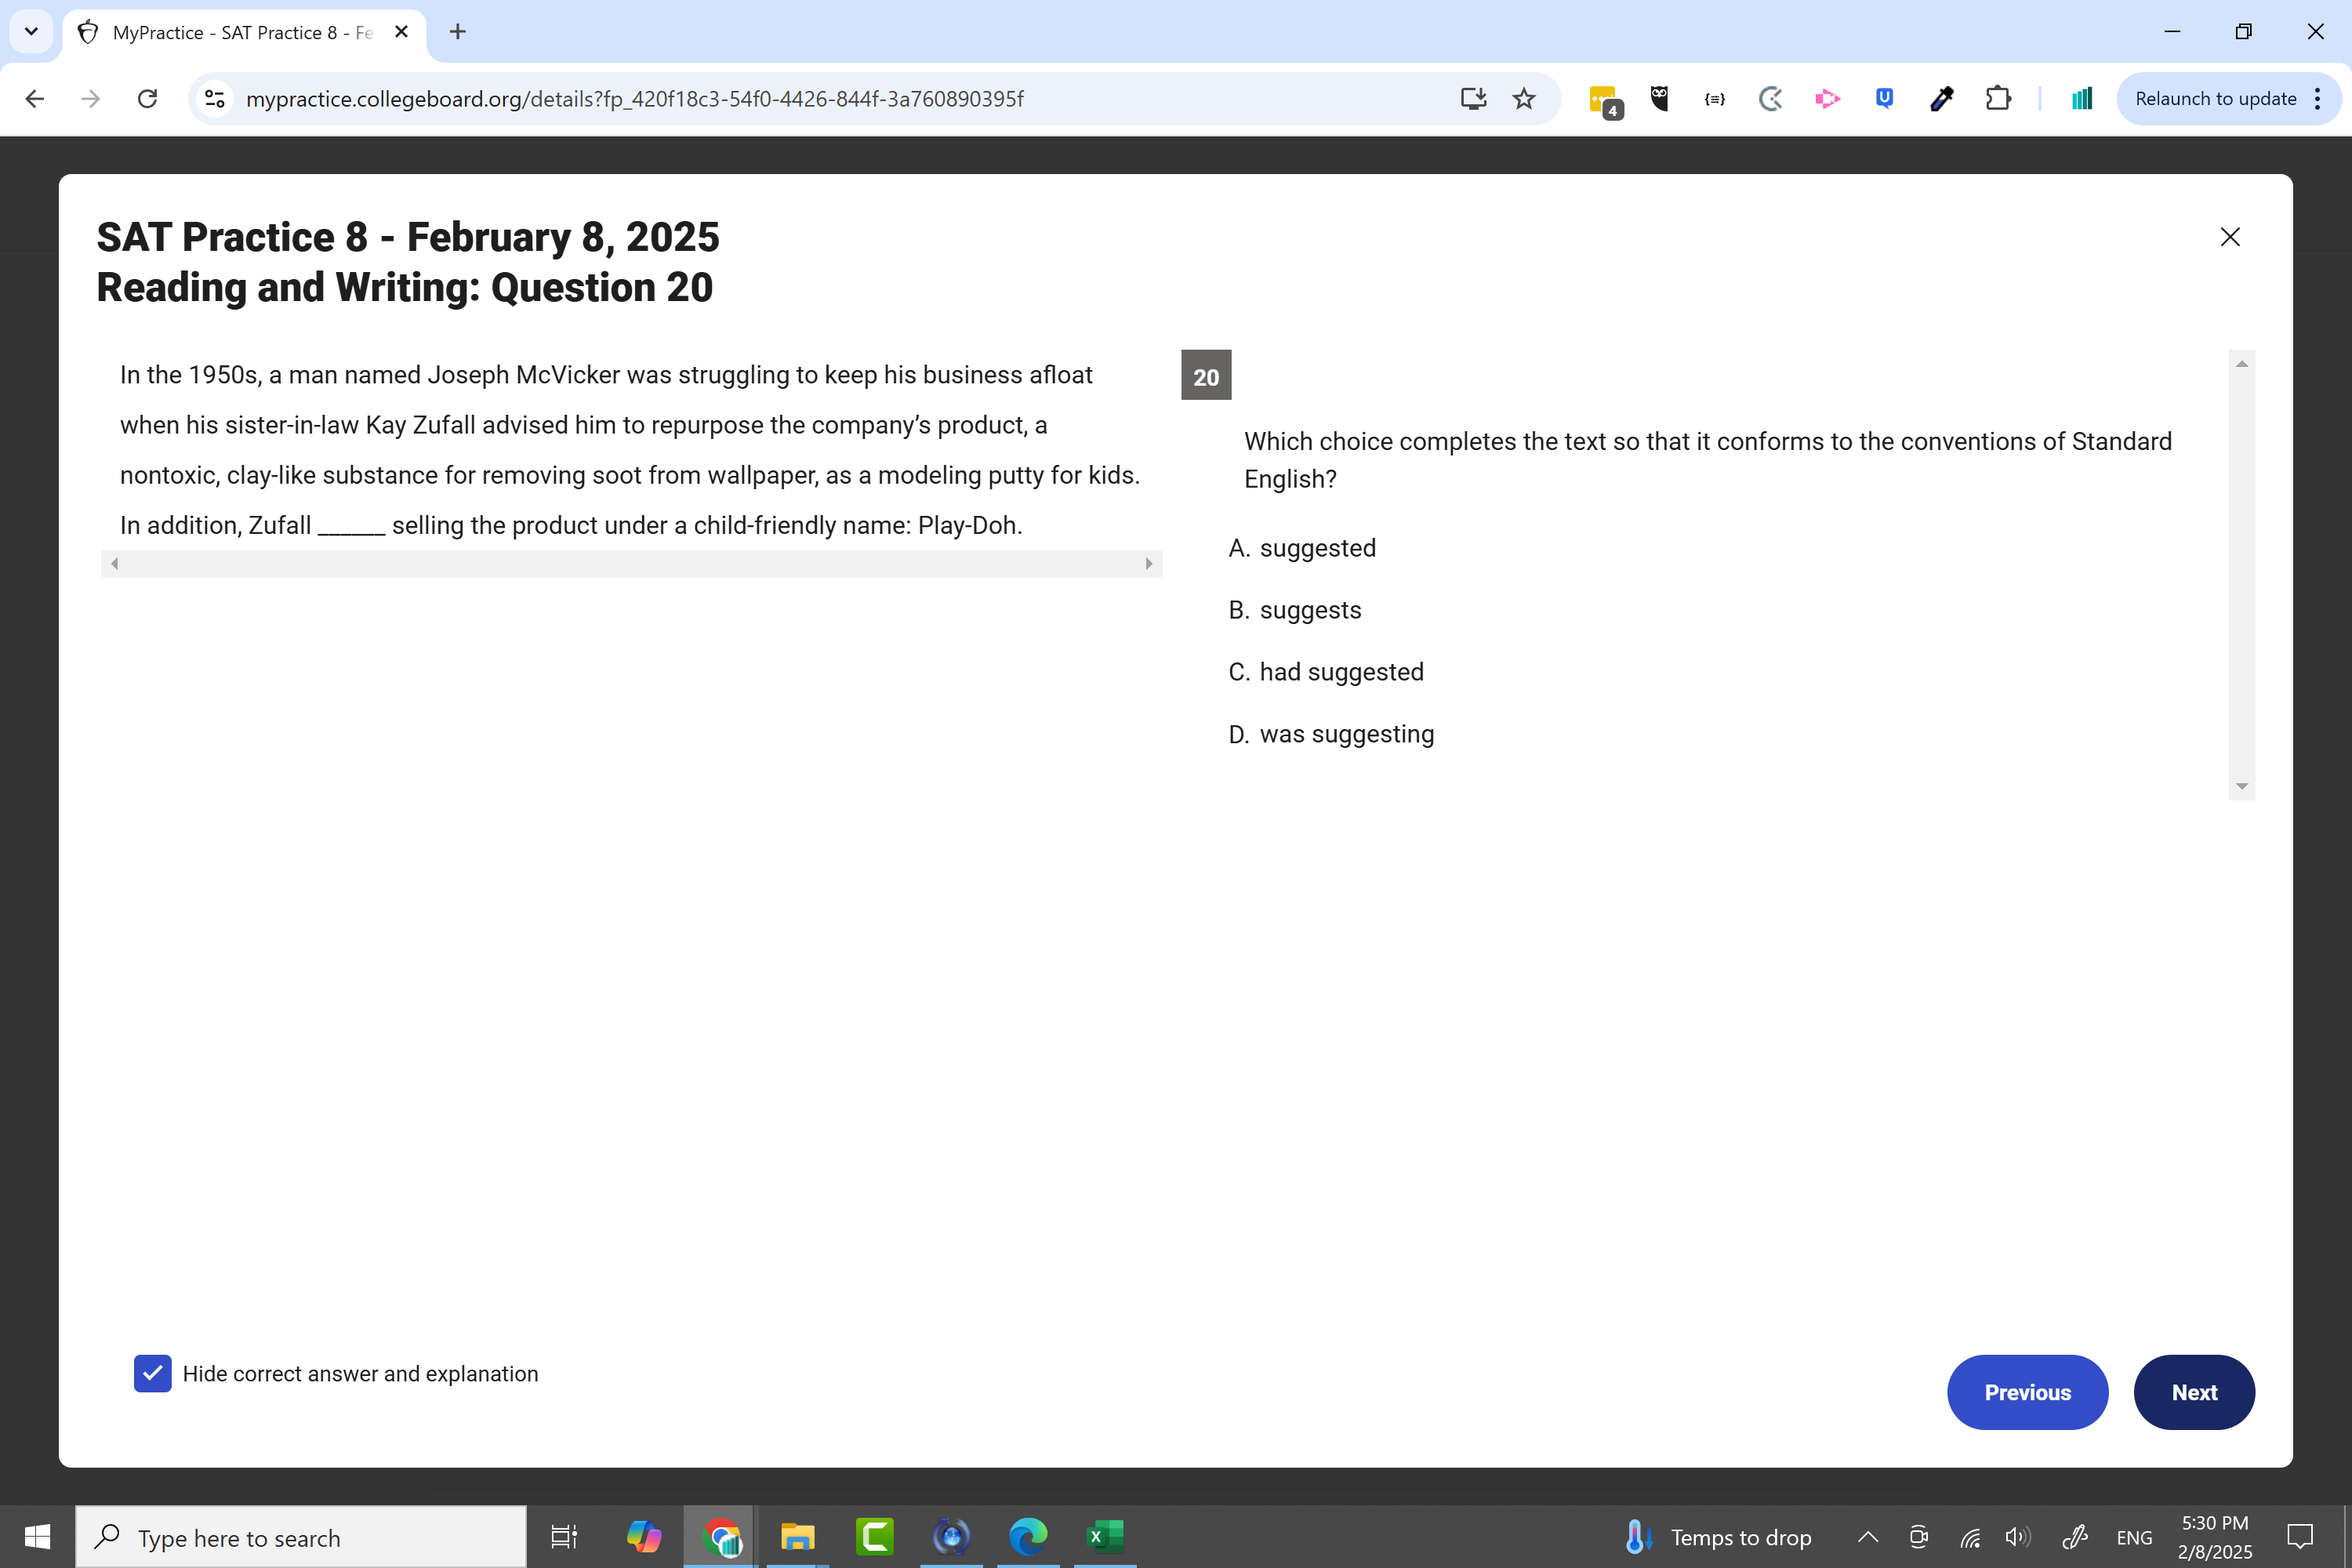 MyPractice - SAT Practice 8 - Fe
mypractice.collegeboard.org/details?fp_420f18c3-54f0-4426-844f-3a760890395f
4
Relaunch to update
SAT Practice 8 - February 8, 2025
Reading and Writing: Question 20
In the 1950s, a man named Joseph McVicker was struggling to keep his business afloat
when his sister-in-law Kay Zufall advised him to repurpose the company’s product, a
nontoxic, clay-like substance for removing soot from wallpaper, as a modeling putty for kids.
In addition, Zufall ______ selling the product under a child-friendly name: Play-Doh.
20
Which choice completes the text so that it conforms to the conventions of Standard
English?
A. suggested
B. suggests
C. had suggested
D. was suggesting
Hide correct answer and explanation
Previous
Next
Type here to search
Temps to drop
ENG
5:30 PM
2/8/2025